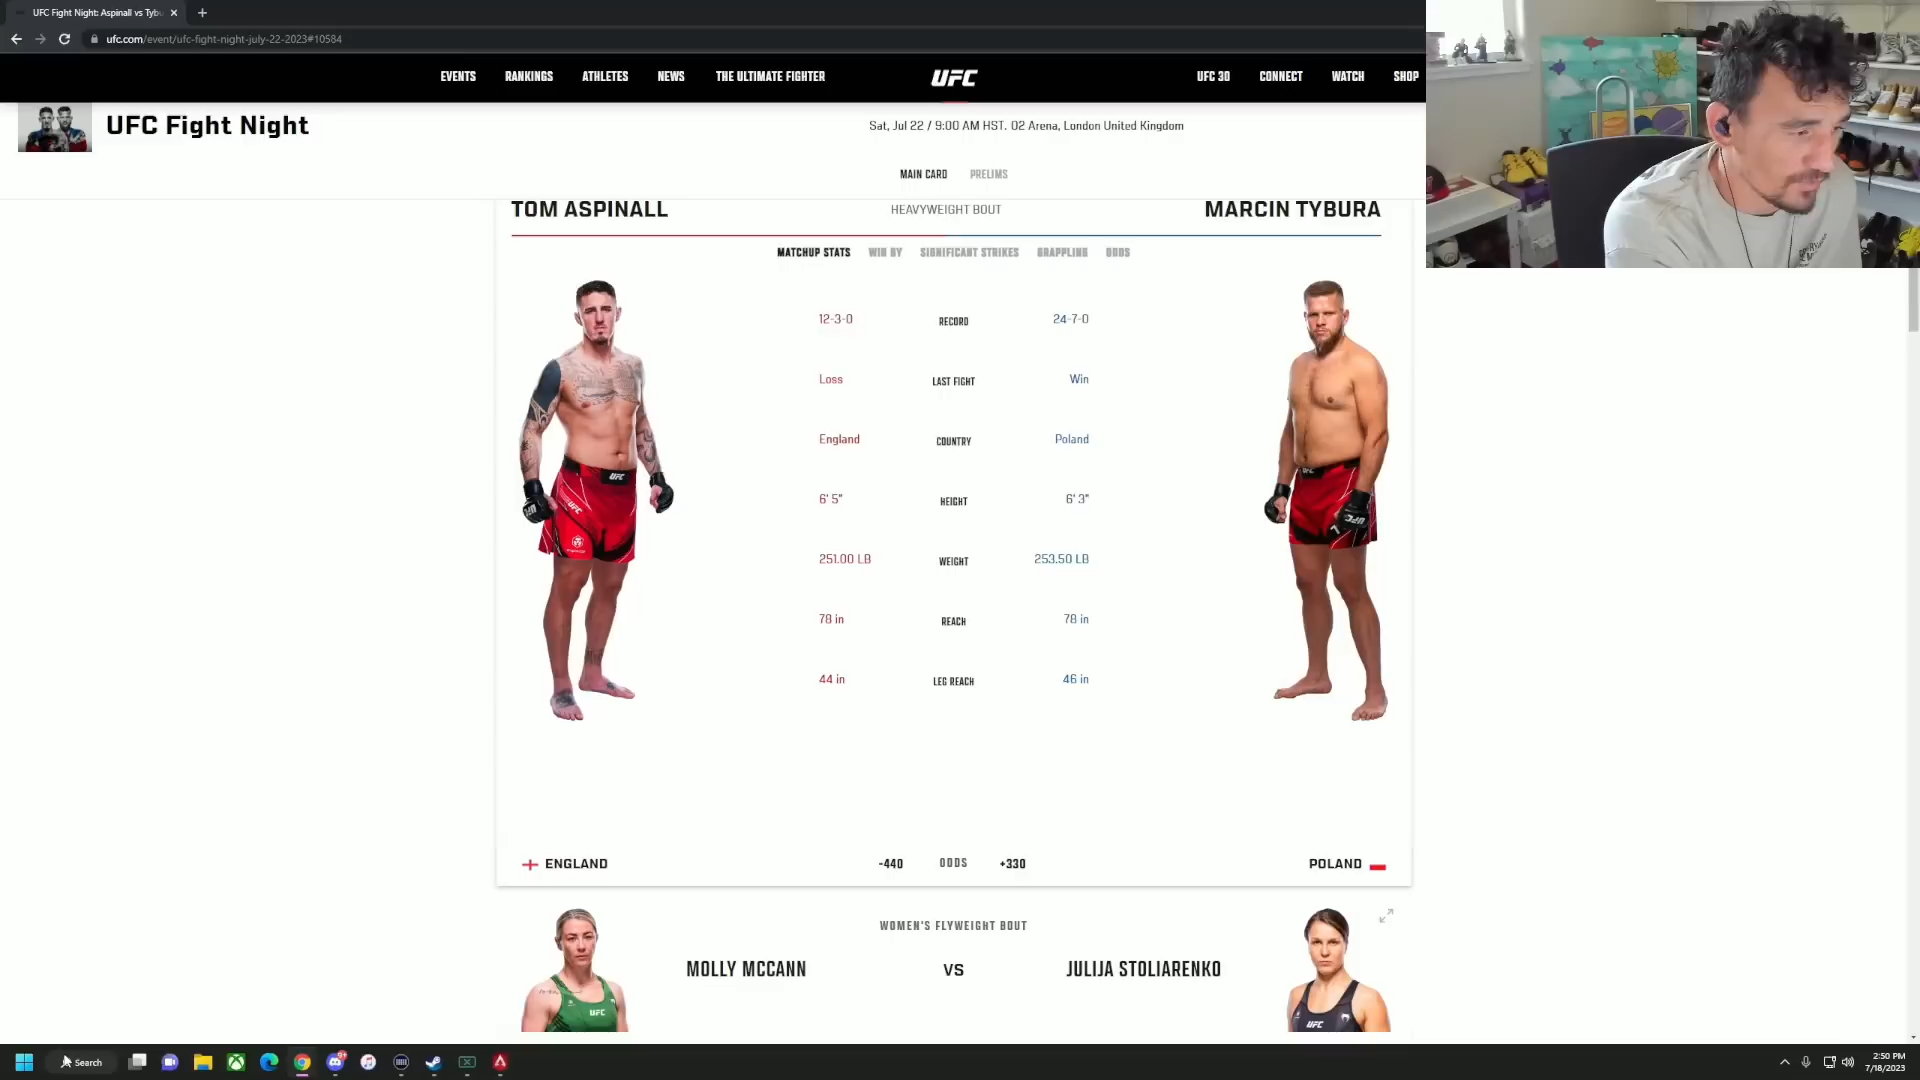 UFC Fight Night: Aspinall vs Tyb
ufc.com/event/ufc-fight-night-july-22-2023#10584
EVENTS RANKINGS ATHLETES NEWS THE ULTIMATE FIGHTER UFC UFC 30 CONNECT WATCH SHOP
UFC Fight Night
Sat, Jul 22 / 9:00 AM HST. O2 Arena, London United Kingdom
MAIN CARD PRELIMS
TOM ASPINALL HEAVYWEIGHT BOUT MARCIN TYBURA
MATCHUP STATS WIN BY SIGNIFICANT STRIKES GRAPPLING ODDS
12-3-0 RECORD 24-7-0
Loss LAST FIGHT Win
England COUNTRY Poland
6' 5" HEIGHT 6' 3"
251.00 LB WEIGHT 253.50 LB
78 in REACH 78 in
44 in LEG REACH 46 in
UFC
UFC
UFC
UFC
ENGLAND -440 ODDS +330 POLAND
WOMEN'S FLYWEIGHT BOUT
MOLLY MCCANN VS JULIJA STOLIARENKO
UFC
UFC
Search
2:50 PM
7/18/2023